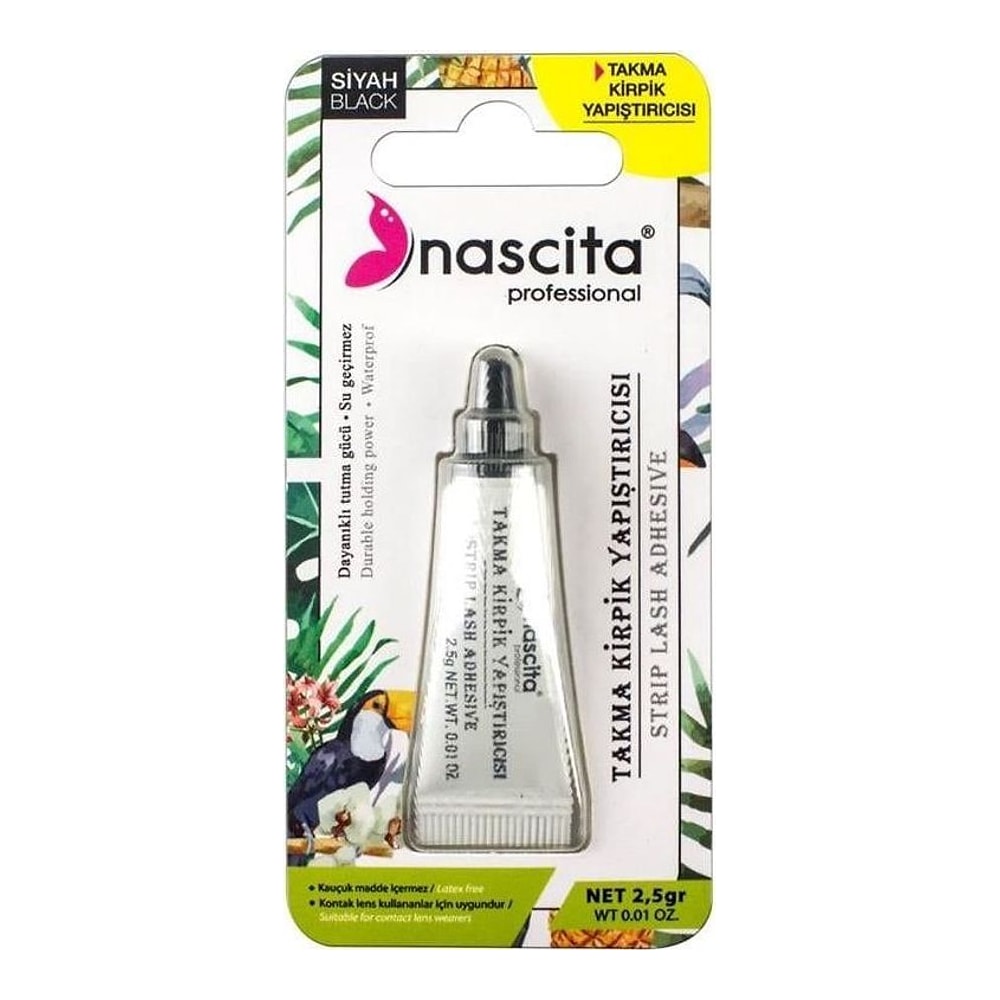 SİYAH
BLACK
TAKMA
KİRPİK
YAPIŞTIRICISI
nascita®
professional
Dayanıklı tutma gücü • Su geçirmez
Durable holding power • Waterprof
TAKMA KİRPİK YAPIŞTIRICISI
STRIP LASH ADHESIVE
nascita®
professional
TAKMA KİRPİK YAPIŞTIRICISI
STRIP LASH ADHESIVE
2.5g NET.WT. 0.01 OZ
• Kauçuk madde içermez / Latex free
• Kontak lens kullananlar için uygundur /
Suitable for contact lens wearers
NET 2,5gr
WT 0.01 OZ.